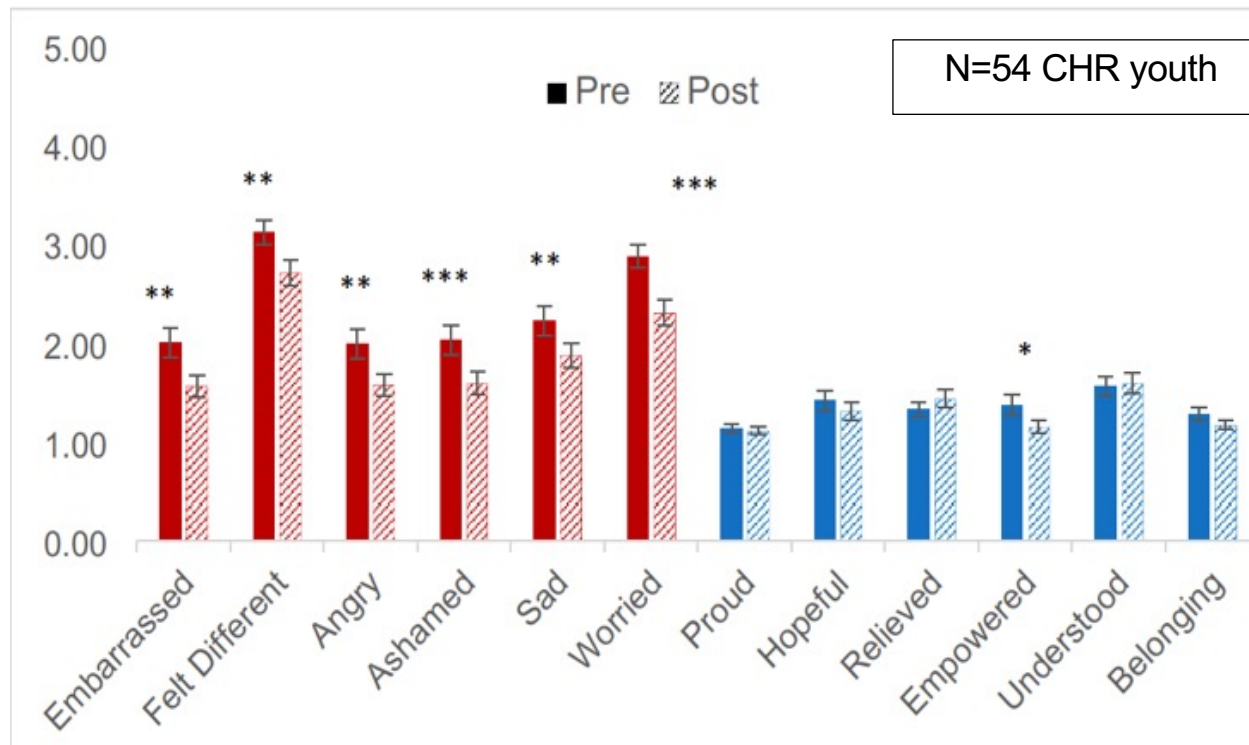 5.00
N=54 CHR youth
Pre Post
4.00
**
***
3.00
**
** *** **
2.00
*
1.00
0.00
Embarrassed
Felt Different
Angry
Ashamed
Sad
Worried
Proud
Hopeful
Relieved
Empowered
Understood
Belonging